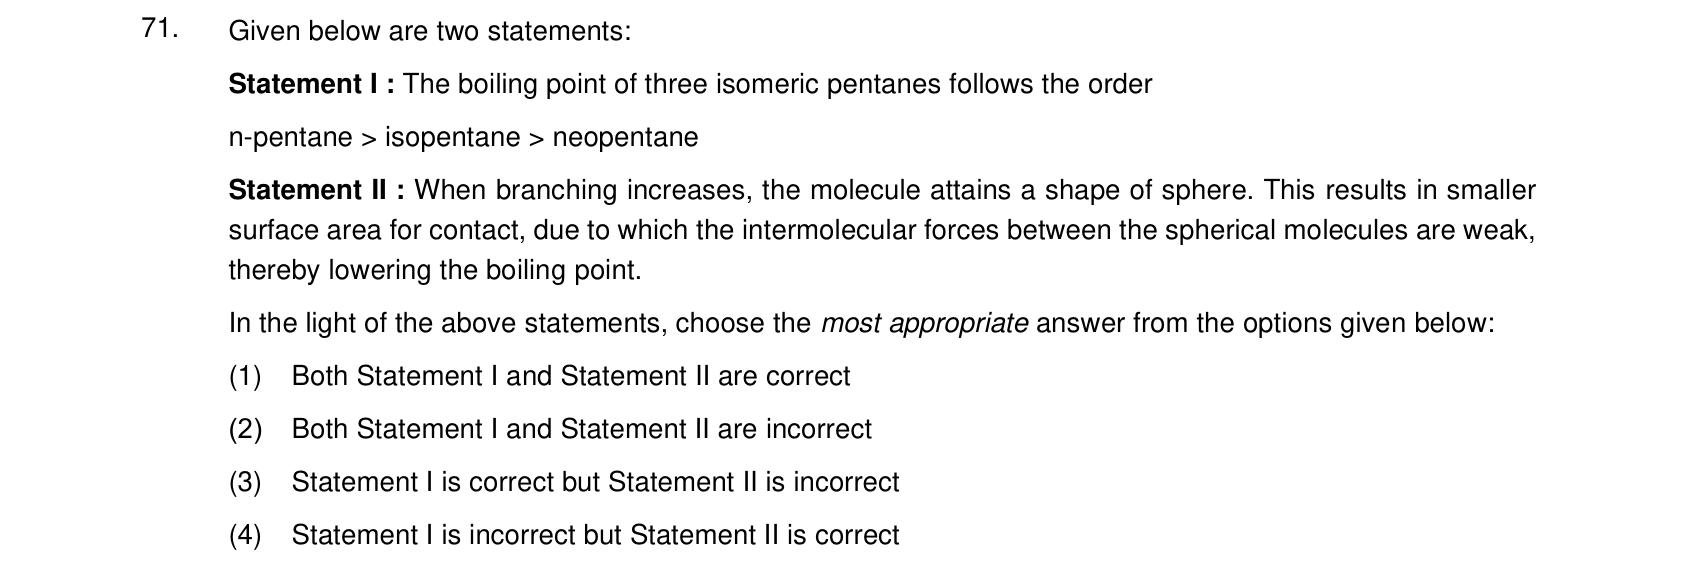 71. Given below are two statements:
Statement I : The boiling point of three isomeric pentanes follows the order
n-pentane > isopentane > neopentane
Statement II : When branching increases, the molecule attains a shape of sphere. This results in smaller
surface area for contact, due to which the intermolecular forces between the spherical molecules are weak,
thereby lowering the boiling point.
In the light of the above statements, choose the most appropriate answer from the options given below:
(1) Both Statement I and Statement II are correct
(2) Both Statement I and Statement II are incorrect
(3) Statement I is correct but Statement II is incorrect
(4) Statement I is incorrect but Statement II is correct